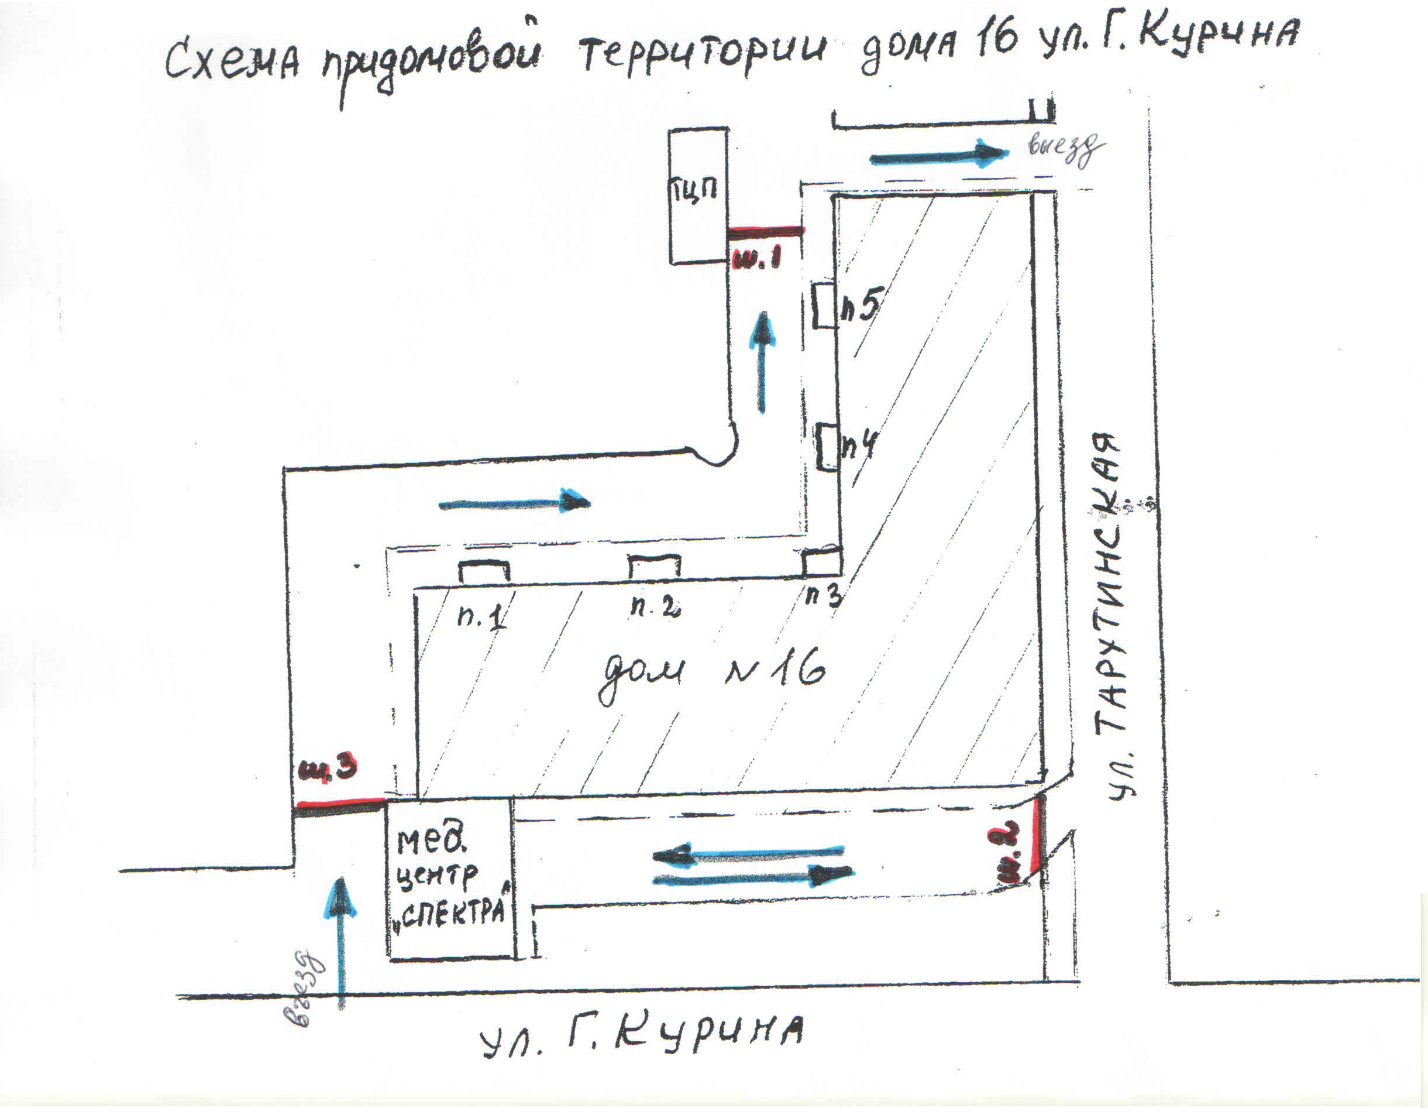 Схема придомовой территории дома 16 ул. Г. Курина
выезд
ТЦП
ш.1
п5
п4
п.1
п.2
п3
дом N16
ул. ТАРУТИНСКАЯ
ш.3
мед.
центр
„СПЕКТРА"
ш.2
въезд
ул. Г. Курина